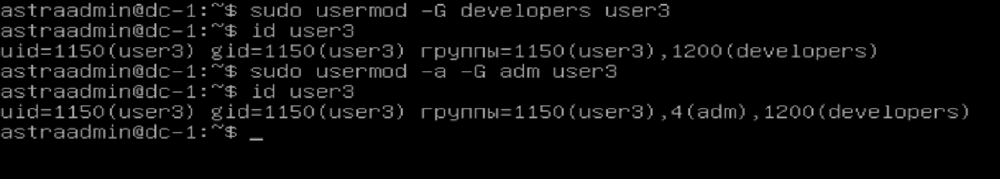 astraadmin@dc-1:~$ sudo usermod -G developers user3
astraadmin@dc-1:~$ id user3
uid=1150(user3) gid=1150(user3) группы=1150(user3),1200(developers)
astraadmin@dc-1:~$ sudo usermod -a -G adm user3
astraadmin@dc-1:~$ id user3
uid=1150(user3) gid=1150(user3) группы=1150(user3),4(adm),1200(developers)
astraadmin@dc-1:~$ _